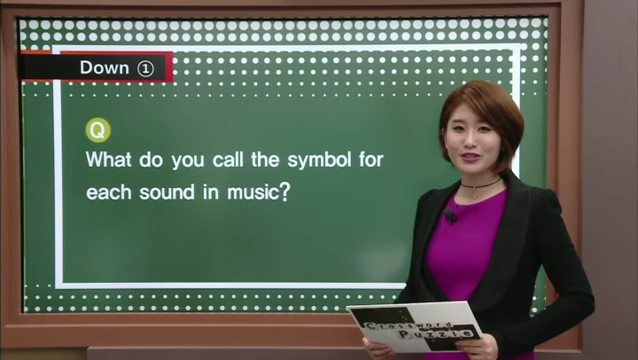 Down ①
Q
What do you call the symbol for
each sound in music?
Crossword
Puzzle